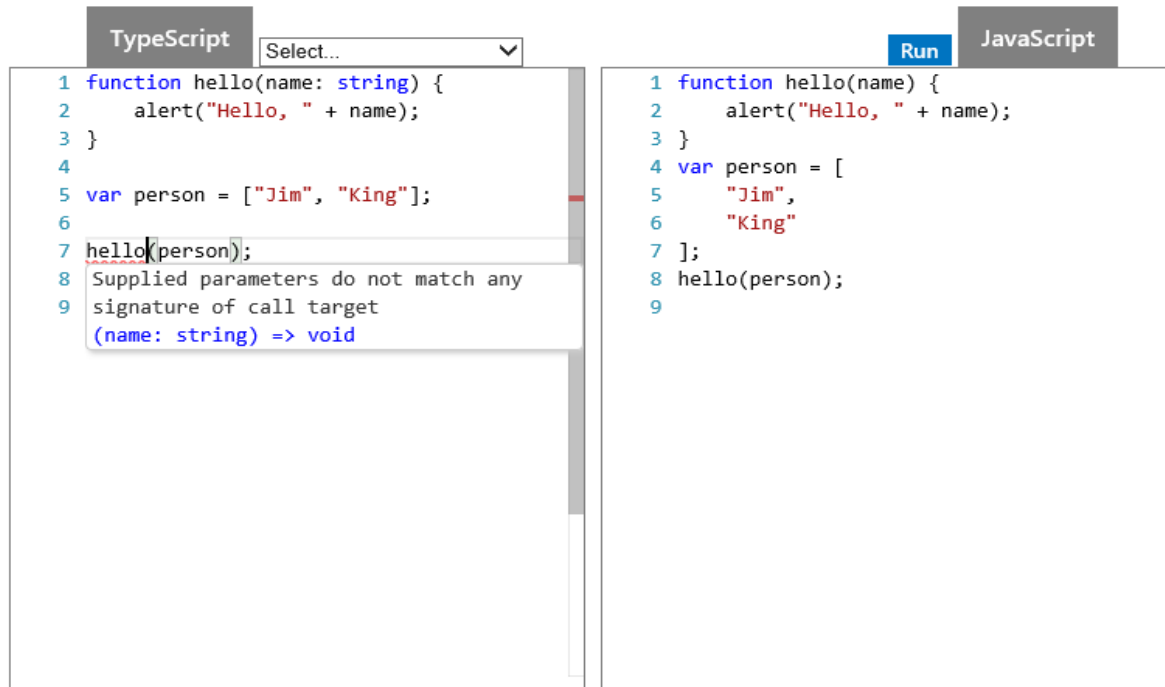 TypeScript
Select...
Run
JavaScript
1 function hello(name: string) {
2     alert("Hello, " + name);
3 }
4
5 var person = ["Jim", "King"];
6
7 hello(person);
8 Supplied parameters do not match any
9 signature of call target
(name: string) => void
1 function hello(name) {
2     alert("Hello, " + name);
3 }
4 var person = [
5     "Jim",
6     "King"
7 ];
8 hello(person);
9